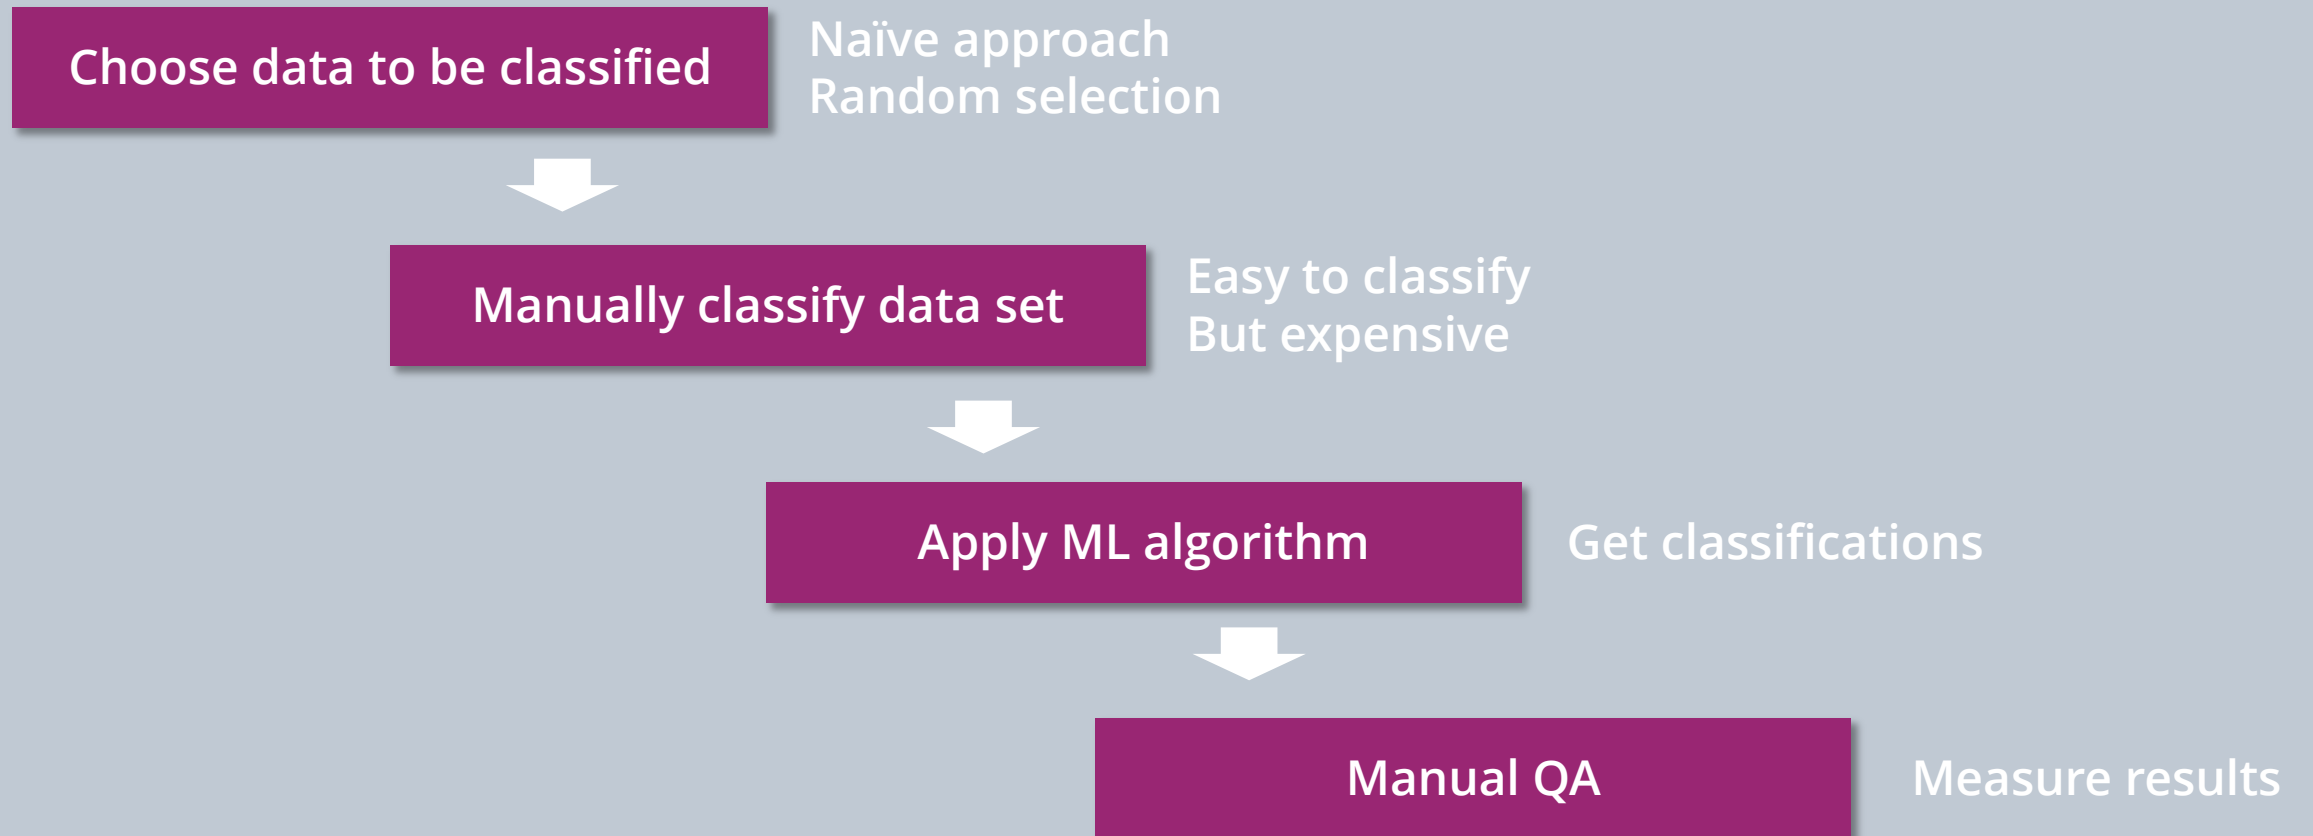 Choose data to be classified
Naïve approach
Random selection
Manually classify data set
Easy to classify
But expensive
Apply ML algorithm
Get classifications
Manual QA
Measure results